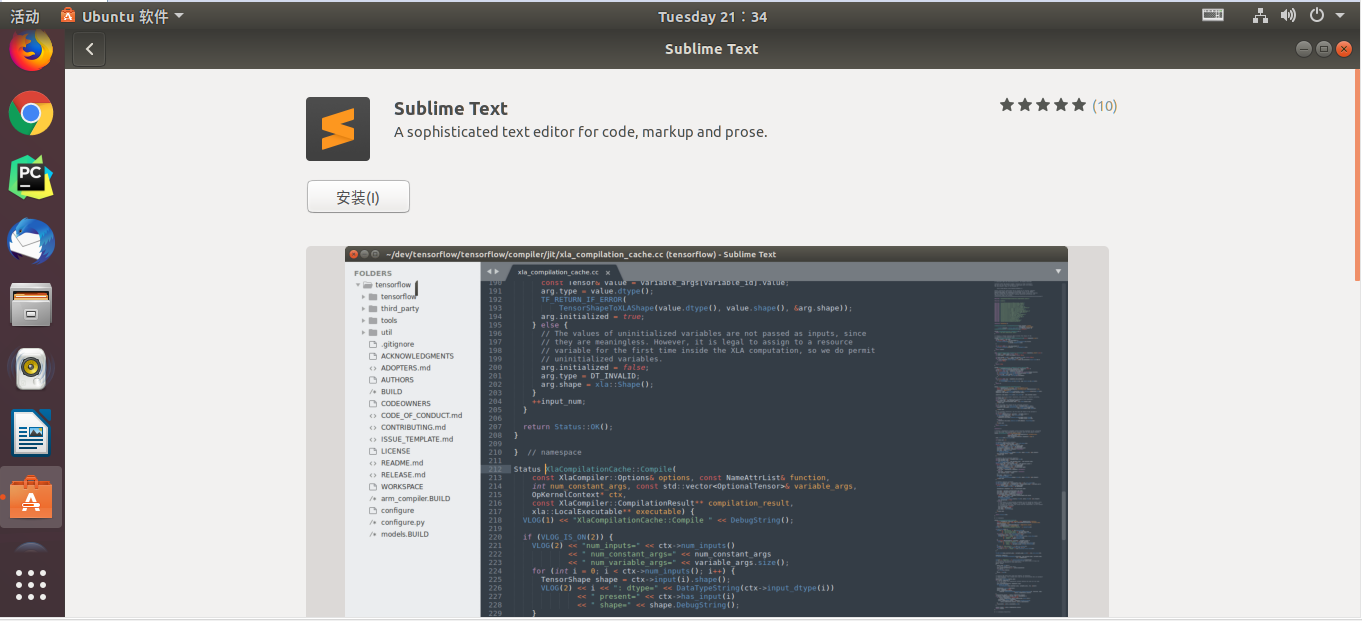 活动 Ubuntu 软件 Tuesday 21：34
Sublime Text
Sublime Text
(10)
A sophisticated text editor for code, markup and prose.
安装(I)
PC
~/dev/tensorflow/tensorflow/compiler/jit/xla_compilation_cache.cc (tensorflow) - Sublime Text
FOLDERS
tensorflow
tensorflow
third_party
tools
util
.gitignore
ACKNOWLEDGMENTS
ADOPTERS.md
AUTHORS
BUILD
CODEOWNERS
CODE_OF_CONDUCT.md
CONTRIBUTING.md
ISSUE_TEMPLATE.md
LICENSE
README.md
RELEASE.md
WORKSPACE
arm_compiler.BUILD
configure
configure.py
models.BUILD
xla_compilation_cache.cc ×
190 const Tensor& value = variable_args[variable_id].value;
191 arg.type = value.dtype();
192 TF_RETURN_IF_ERROR(
193 TensorShapeToXLAShape(value.dtype(), value.shape(), &arg.shape));
194 arg.initialized = true;
195 } else {
196 // The values of uninitialized variables are not passed as inputs, since
197 // they are meaningless. However, it is legal to assign to a resource
198 // variable for the first time inside the XLA computation, so we do permit
199 // uninitialized variables.
200 arg.initialized = false;
201 arg.type = DT_INVALID;
202 arg.shape = xla::Shape();
203 }
204 ++input_num;
205 }
206
207 return Status::OK();
208 }
209
210 } // namespace
211
212 Status XlaCompilationCache::Compile(
213 const XlaCompiler::Options& options, const NameAttrList& function,
214 int num_constant_args, const std::vector<OptionalTensor>& variable_args,
215 OpKernelContext* ctx,
216 const XlaCompiler::CompilationResult** compilation_result,
217 xla::LocalExecutable** executable) {
218 VLOG(1) << "XlaCompilationCache::Compile " << DebugString();
219
220 if (VLOG_IS_ON(2)) {
221 VLOG(2) << "num_inputs=" << ctx->num_inputs()
222 << " num_constant_args=" << num_constant_args
223 << " num_variable_args=" << variable_args.size();
224 for (int i = 0; i < ctx->num_inputs(); i++) {
225 TensorShape shape = ctx->input(i).shape();
226 VLOG(2) << i << ": dtype=" << DataTypeString(ctx->input_dtype(i))
227 << " present=" << ctx->has_input(i)
228 << " shape=" << shape.DebugString();
229 }